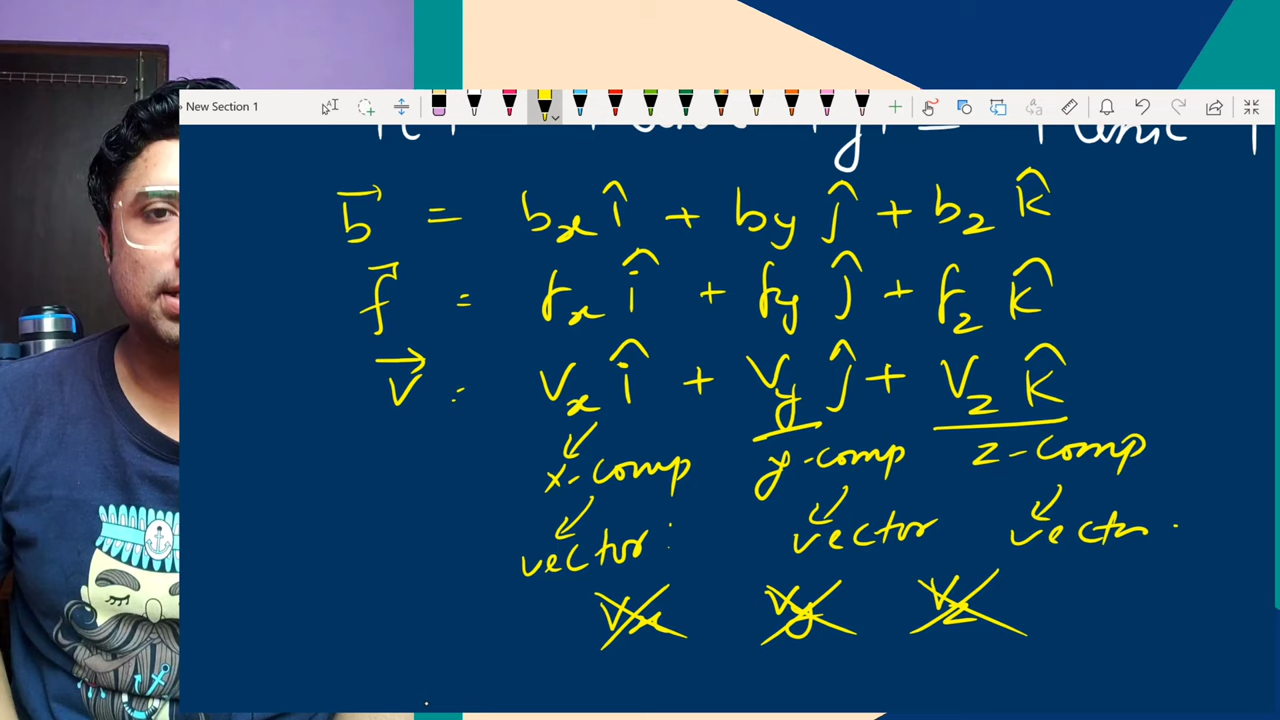 New Section 1
b⃗ = bx î + by ĵ + bz k̂
f⃗ = fx î + fy ĵ + fz k̂
v⃗ = Vx î + Vy ĵ + Vz k̂
x-comp y-comp z-comp
vector vector vector
Vx Vy Vz